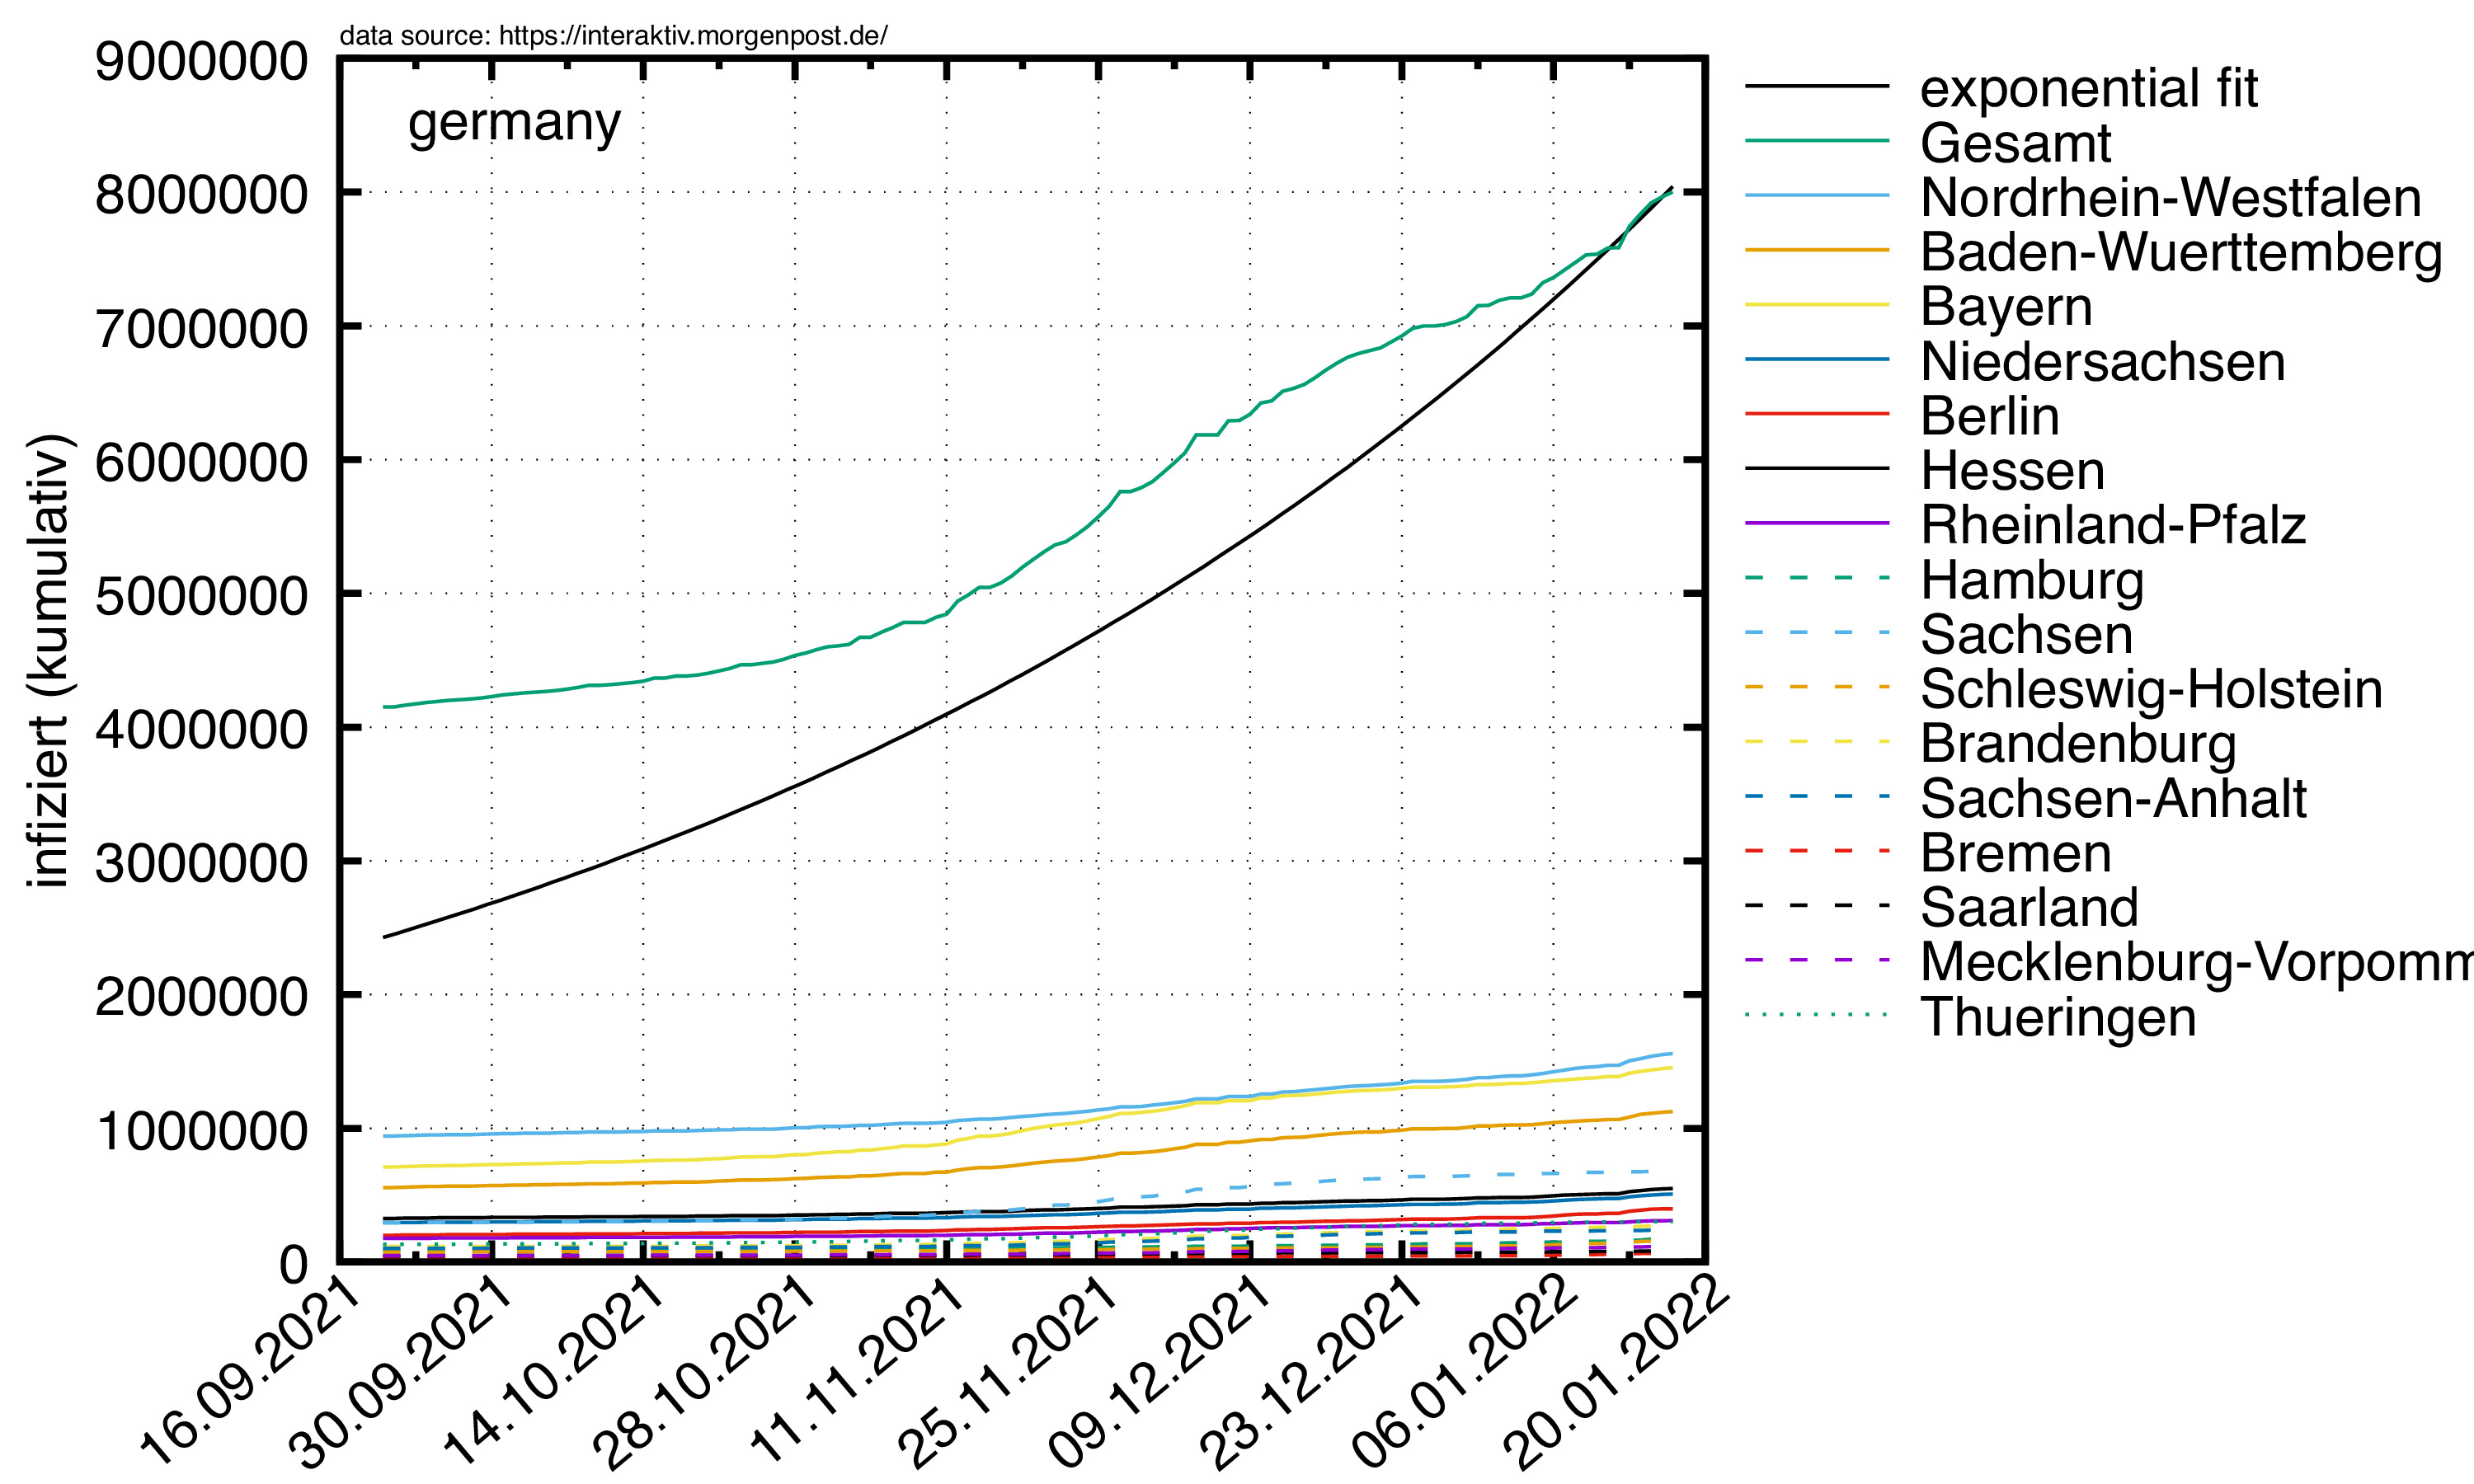 data source: https://interaktiv.morgenpost.de/
germany
infiziert (kumulativ)
9000000
8000000
7000000
6000000
5000000
4000000
3000000
2000000
1000000
0
16.09.2021
30.09.2021
14.10.2021
28.10.2021
11.11.2021
25.11.2021
09.12.2021
23.12.2021
06.01.2022
20.01.2022
exponential fit
Gesamt
Nordrhein-Westfalen
Baden-Wuerttemberg
Bayern
Niedersachsen
Berlin
Hessen
Rheinland-Pfalz
Hamburg
Sachsen
Schleswig-Holstein
Brandenburg
Sachsen-Anhalt
Bremen
Saarland
Mecklenburg-Vorpomm
Thueringen